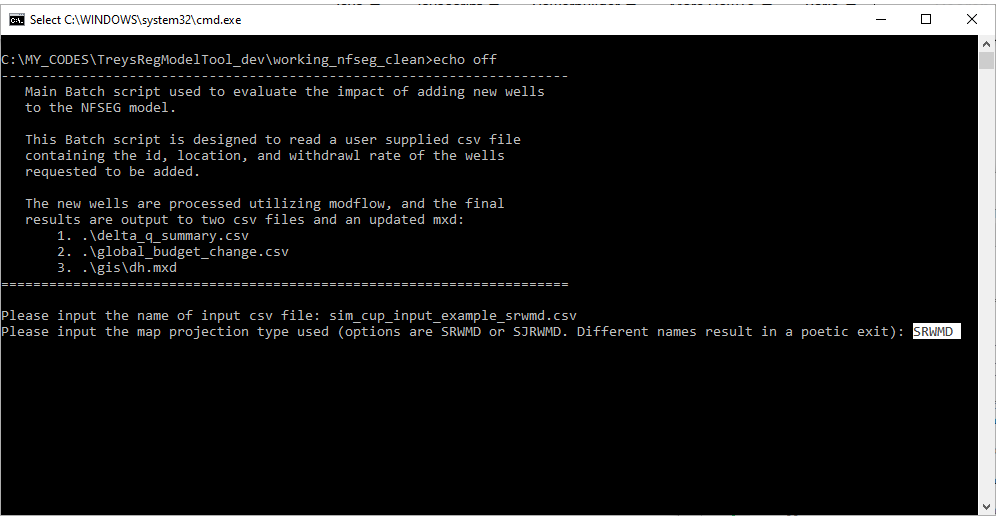 Select C:\WINDOWS\system32\cmd.exe
C:\MY_CODES\TreysRegModelTool_dev\working_nfseg_clean>echo off
-----------------------------------------------------------------------
Main Batch script used to evaluate the impact of adding new wells
to the NFSEG model.
This Batch script is designed to read a user supplied csv file
containing the id, location, and withdrawl rate of the wells
requested to be added.
The new wells are processed utilizing modflow, and the final
results are output to two csv files and an updated mxd:
1. .\delta_q_summary.csv
2. .\global_budget_change.csv
3. .\gis\dh.mxd
=======================================================================
Please input the name of input csv file: sim_cup_input_example_srwmd.csv
Please input the map projection type used (options are SRWMD or SJRWMD. Different names result in a poetic exit): SRWMD